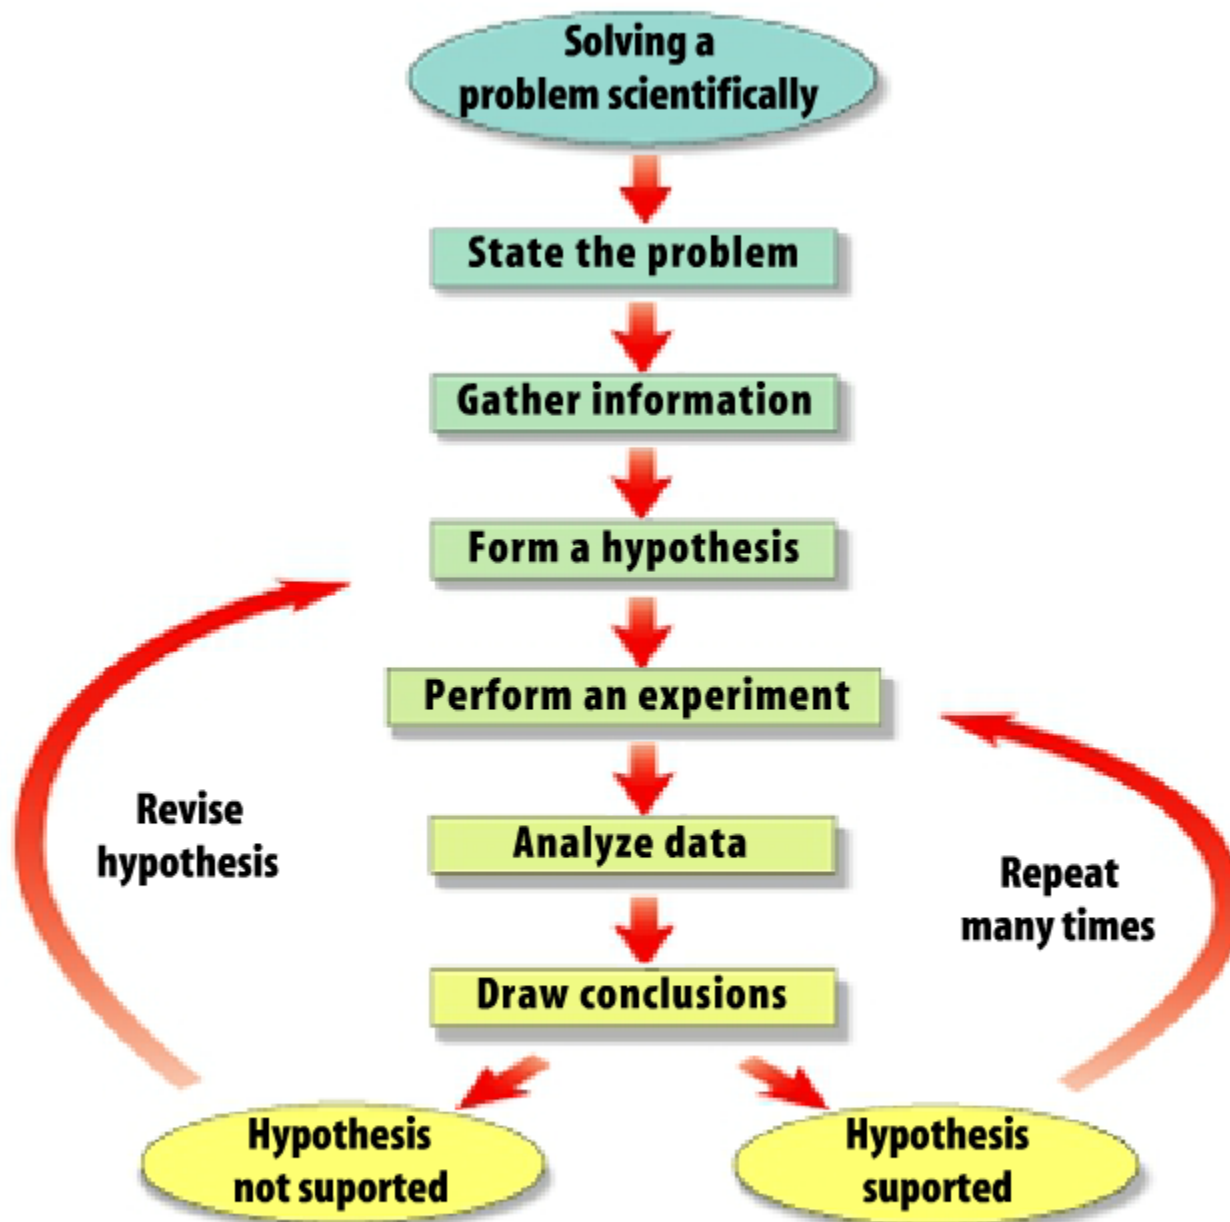 Solving a
problem scientifically
State the problem
Gather information
Form a hypothesis
Perform an experiment
Analyze data
Draw conclusions
Revise
hypothesis
Repeat
many times
Hypothesis
not suported
Hypothesis
suported